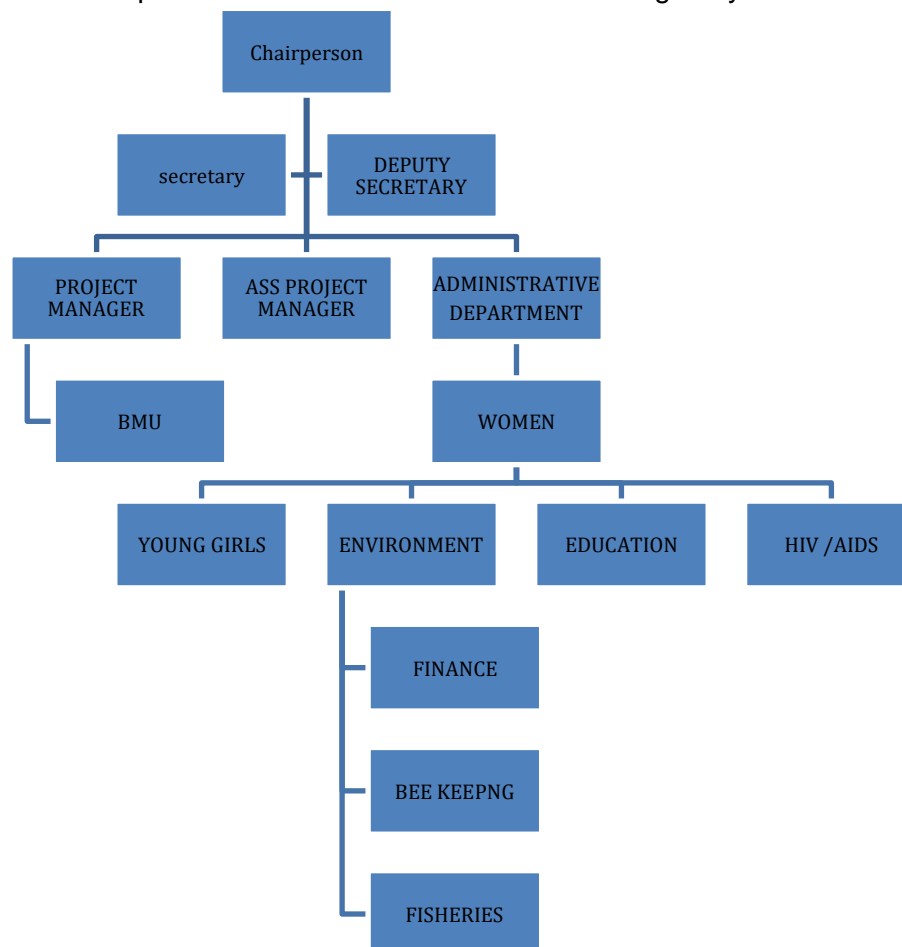 Chairperson
secretary
DEPUTY
SECRETARY
PROJECT
MANAGER
ASS PROJECT
MANAGER
ADMINISTRATIVE
DEPARTMENT
BMU
WOMEN
YOUNG GIRLS
ENVIRONMENT
EDUCATION
HIV /AIDS
FINANCE
BEE KEEPNG
FISHERIES